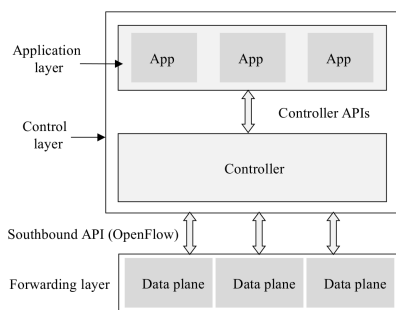 Application
layer
App App App
Controller APIs
Control
layer
Controller
Southbound API (OpenFlow)
Forwarding layer
Data plane Data plane Data plane